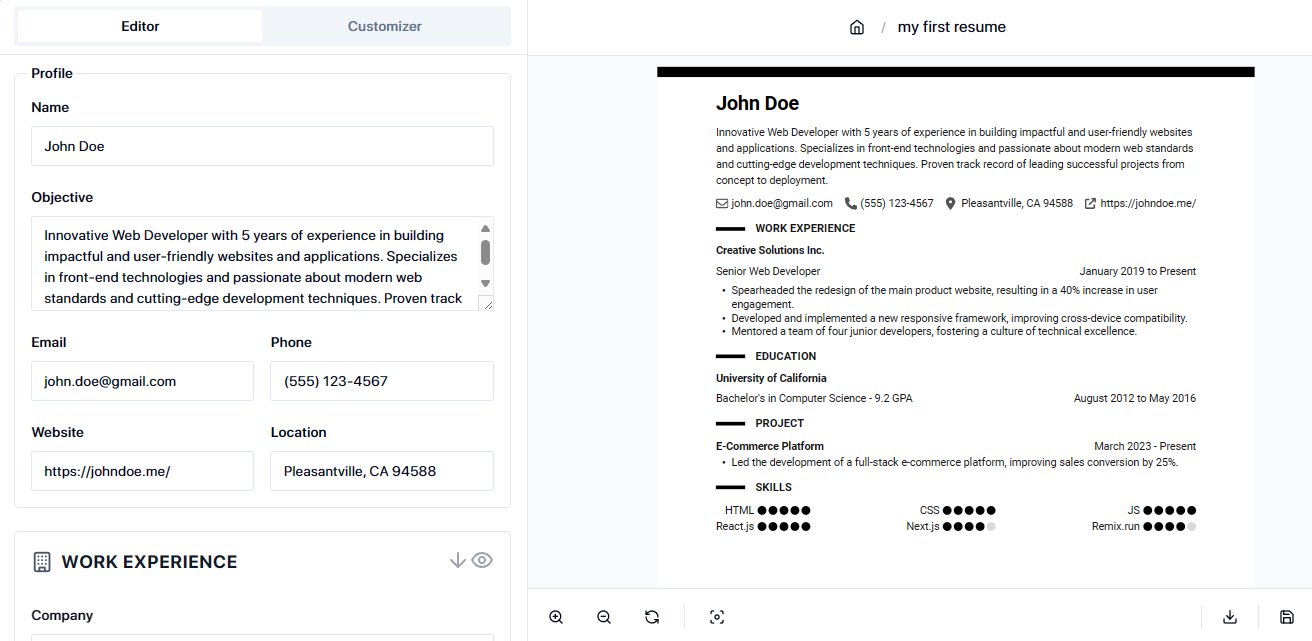 Editor
Customizer
Profile
Name
John Doe
Objective
Innovative Web Developer with 5 years of experience in building
impactful and user-friendly websites and applications. Specializes
in front-end technologies and passionate about modern web
standards and cutting-edge development techniques. Proven track
Email
Phone
john.doe@gmail.com
(555) 123-4567
Website
Location
https://johndoe.me/
Pleasantville, CA 94588
WORK EXPERIENCE
Company
/ my first resume
John Doe
Innovative Web Developer with 5 years of experience in building impactful and user-friendly websites
and applications. Specializes in front-end technologies and passionate about modern web standards
and cutting-edge development techniques. Proven track record of leading successful projects from
concept to deployment.
john.doe@gmail.com (555) 123-4567 Pleasantville, CA 94588 https://johndoe.me/
WORK EXPERIENCE
Creative Solutions Inc.
Senior Web Developer January 2019 to Present
• Spearheaded the redesign of the main product website, resulting in a 40% increase in user
engagement.
• Developed and implemented a new responsive framework, improving cross-device compatibility.
• Mentored a team of four junior developers, fostering a culture of technical excellence.
EDUCATION
University of California
Bachelor's in Computer Science - 9.2 GPA August 2012 to May 2016
PROJECT
E-Commerce Platform March 2023 - Present
• Led the development of a full-stack e-commerce platform, improving sales conversion by 25%.
SKILLS
HTML CSS JS
React.js Next.js Remix.run